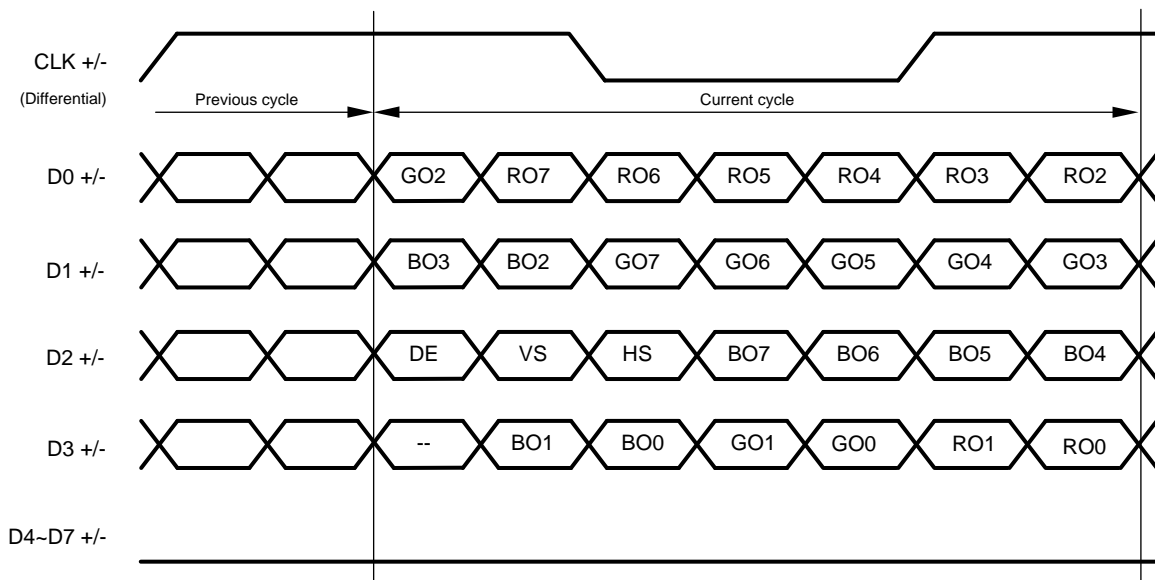 CLK +/-
(Differential)
Previous cycle
Current cycle
D0 +/-
GO2 RO7 RO6 RO5 RO4 RO3 RO2
D1 +/-
BO3 BO2 GO7 GO6 GO5 GO4 GO3
D2 +/-
DE VS HS BO7 BO6 BO5 BO4
D3 +/-
-- BO1 BO0 GO1 GO0 RO1 RO0
D4~D7 +/-